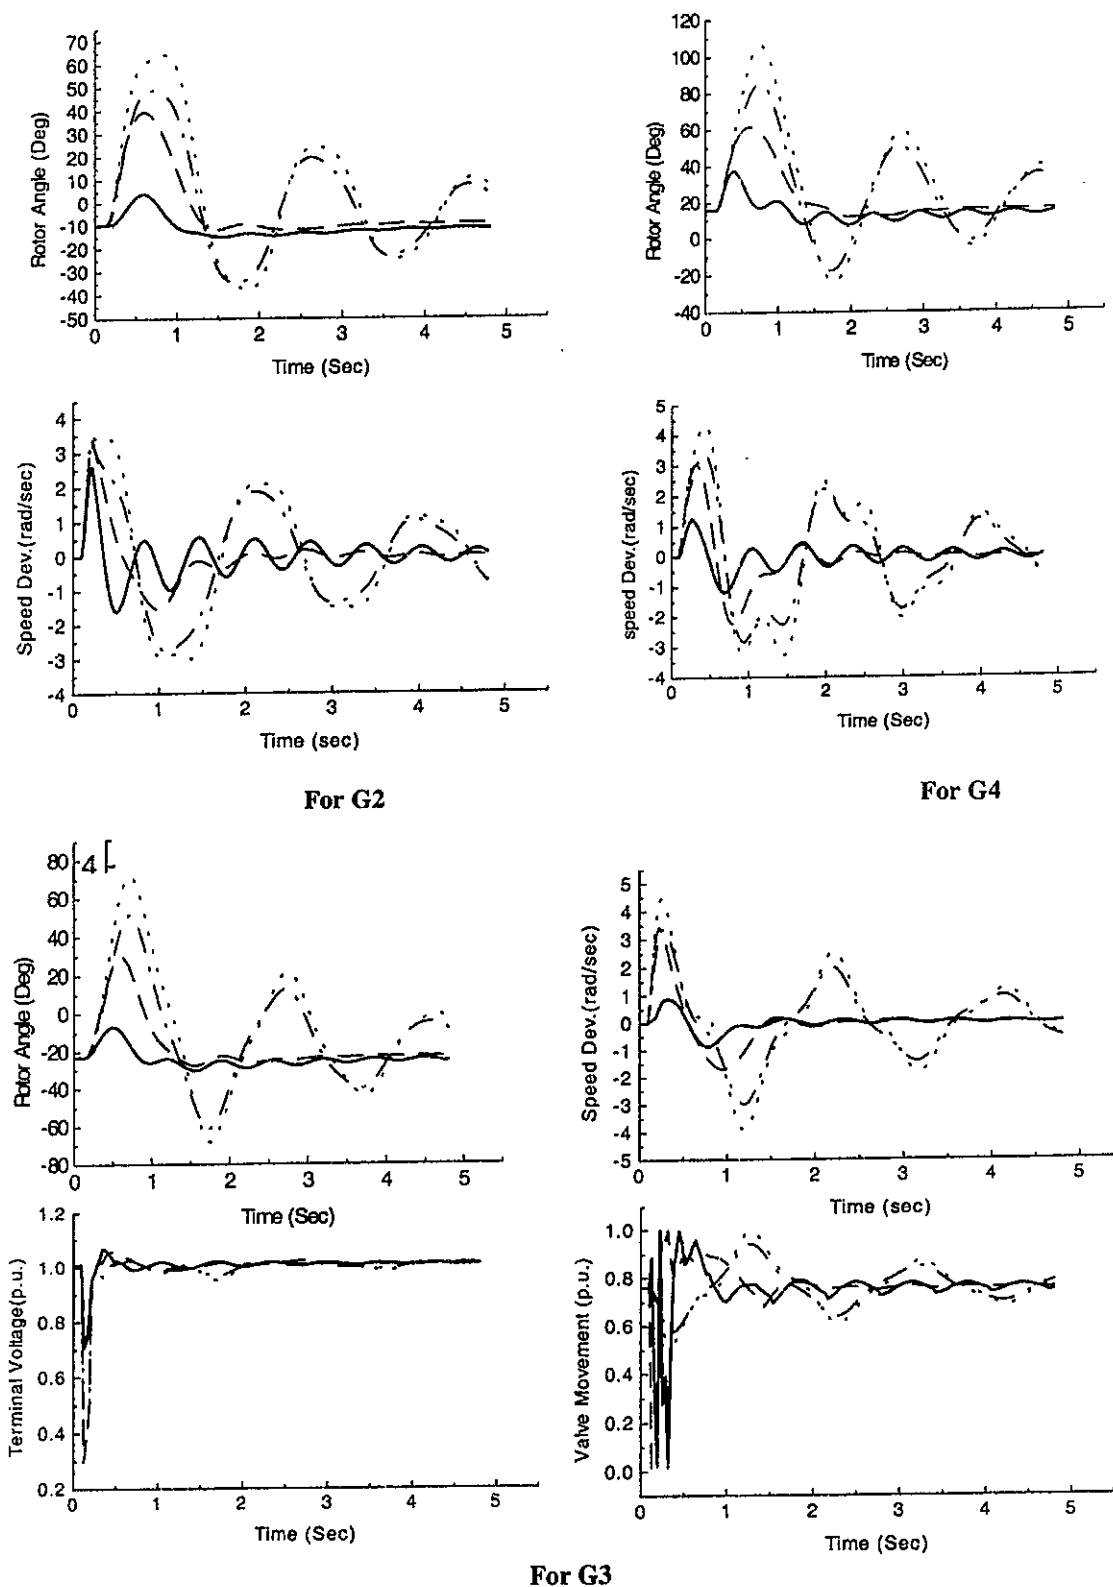 70
60
50
40
30
20
10
0
-10
-20
-30
-40
-50
Rotor Angle (Deg)
0 1 2 3 4 5
Time (Sec)
120
100
80
60
40
20
0
-20
-40
Rotor Angle (Deg)
0 1 2 3 4 5
Time (Sec)
4
3
2
1
0
-1
-2
-3
-4
Speed Dev.(rad/sec)
0 1 2 3 4 5
Time (sec)
5
4
3
2
1
0
-1
-2
-3
-4
speed Dev.(rad/sec)
0 1 2 3 4 5
Time (Sec)
For G2
For G4
80
60
40
20
0
-20
-40
-60
-80
4
Rotor Angle (Deg)
0 1 2 3 4 5
Time (Sec)
5
4
3
2
1
0
-1
-2
-3
-4
-5
Speed Dev.(rad/sec)
0 1 2 3 4 5
Time (sec)
1.2
1.0
0.8
0.6
0.4
0.2
Terminal Voltage(p.u.)
0 1 2 3 4 5
Time (Sec)
1.0
0.8
0.6
0.4
0.2
0.0
Valve Movement (p.u.)
0 1 2 3 4 5
Time (Sec)
For G3